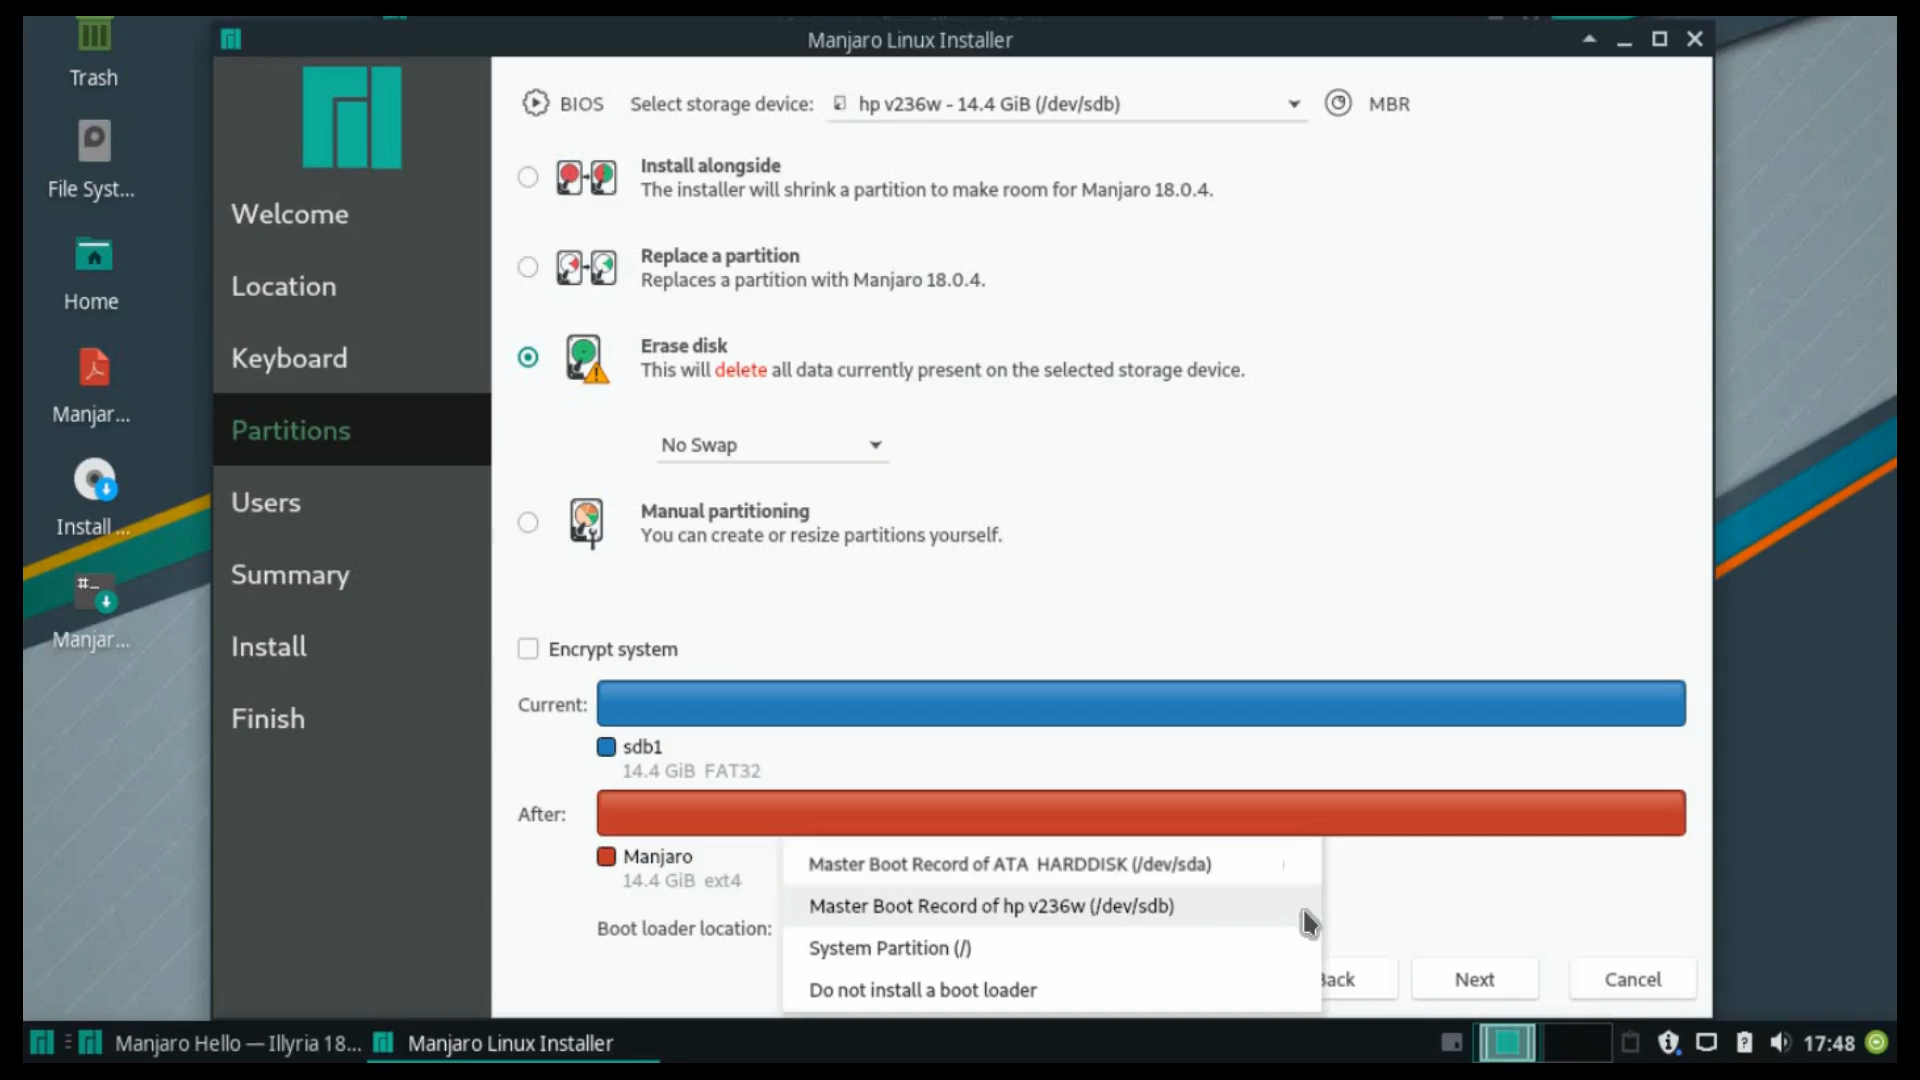 Manjaro Linux Installer
Trash
File Syst...
Home
Manjar...
Install ...
#_
Manjar...
Welcome
Location
Keyboard
Partitions
Users
Summary
Install
Finish
BIOS Select storage device: hp v236w - 14.4 GiB (/dev/sdb) MBR
Install alongside
The installer will shrink a partition to make room for Manjaro 18.0.4.
Replace a partition
Replaces a partition with Manjaro 18.0.4.
Erase disk
This will delete all data currently present on the selected storage device.
No Swap
Manual partitioning
You can create or resize partitions yourself.
Encrypt system
Current:
sdb1
14.4 GiB FAT32
After:
Manjaro
14.4 GiB ext4
Boot loader location:
Master Boot Record of ATA HARDDISK (/dev/sda)
Master Boot Record of hp v236w (/dev/sdb)
System Partition (/)
Do not install a boot loader
Back Next Cancel
Manjaro Hello — Illyria 18... Manjaro Linux Installer 17:48